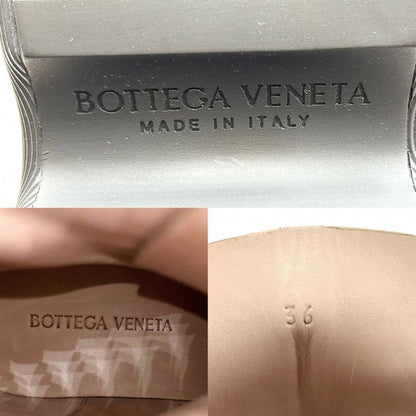 BOTTEGA VENETA
MADE IN ITALY
BOTTEGA VENETA
36